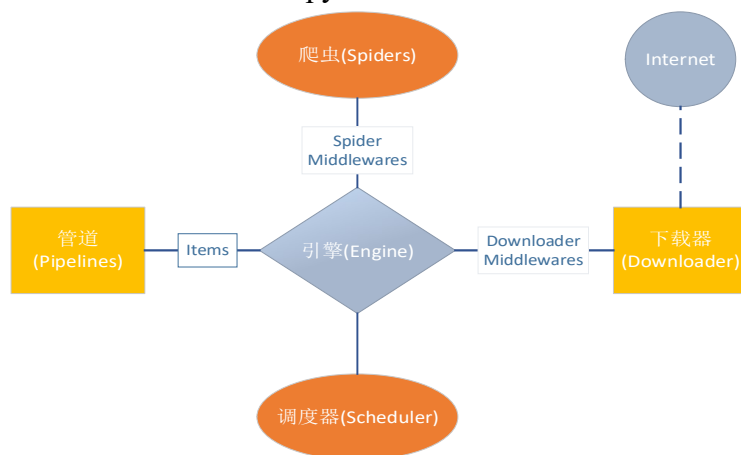 py
爬虫(Spiders)
Internet
Spider
Middlewares
管道
(Pipelines)
Items
引擎(Engine)
Downloader
Middlewares
下载器
(Downloader)
调度器(Scheduler)